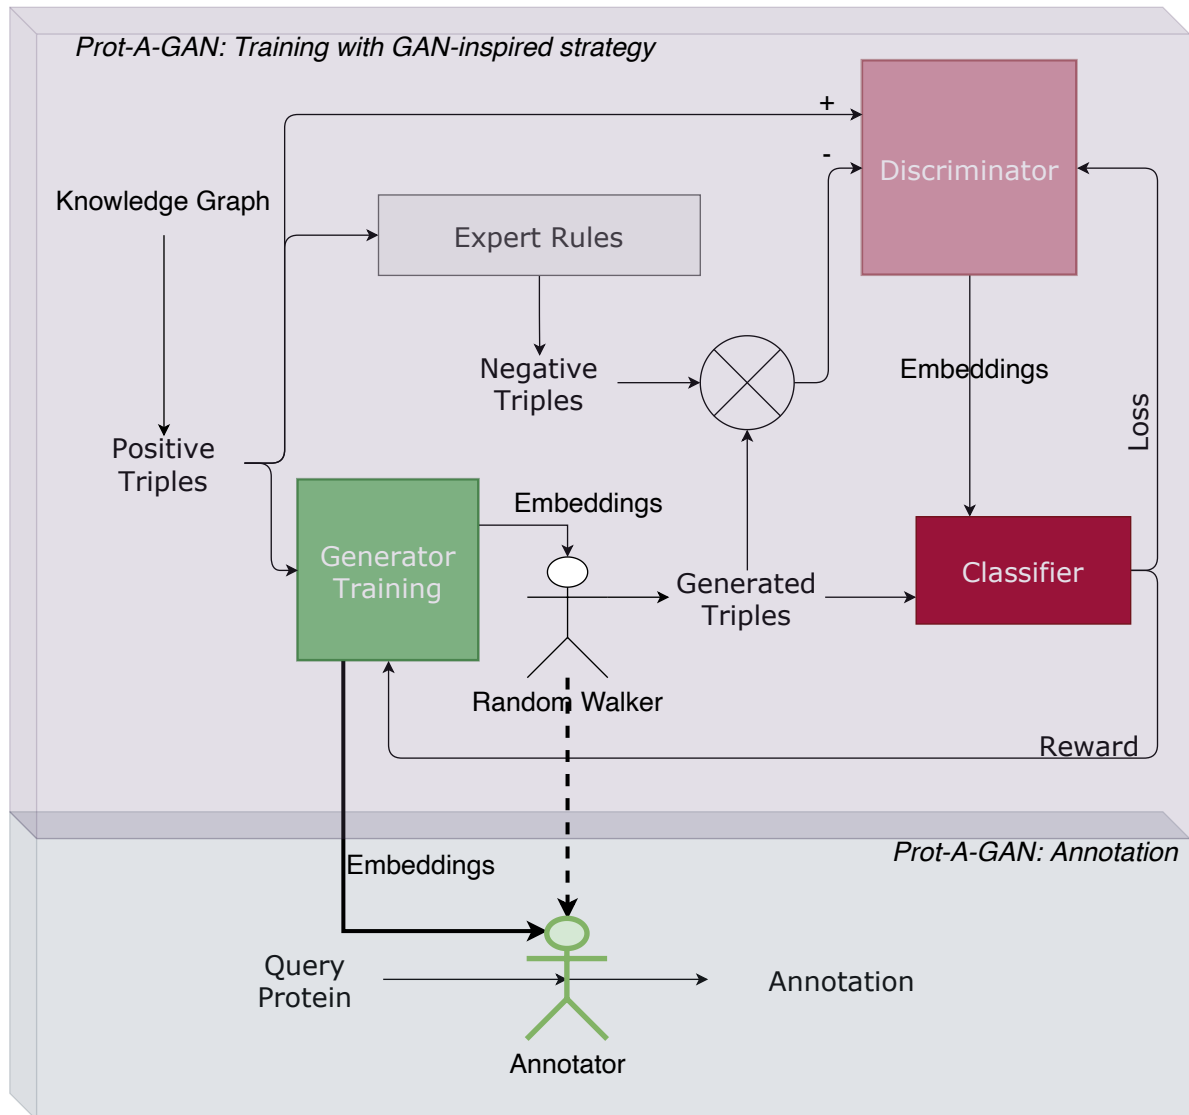 Prot-A-GAN: Training with GAN-inspired strategy
+
-
Discriminator
Knowledge Graph
Expert Rules
Negative
Triples
Embeddings
Loss
Positive
Triples
Embeddings
Generator
Training
Generated
Triples
Classifier
Random Walker
Reward
Prot-A-GAN: Annotation
Embeddings
Query
Protein
Annotation
Annotator